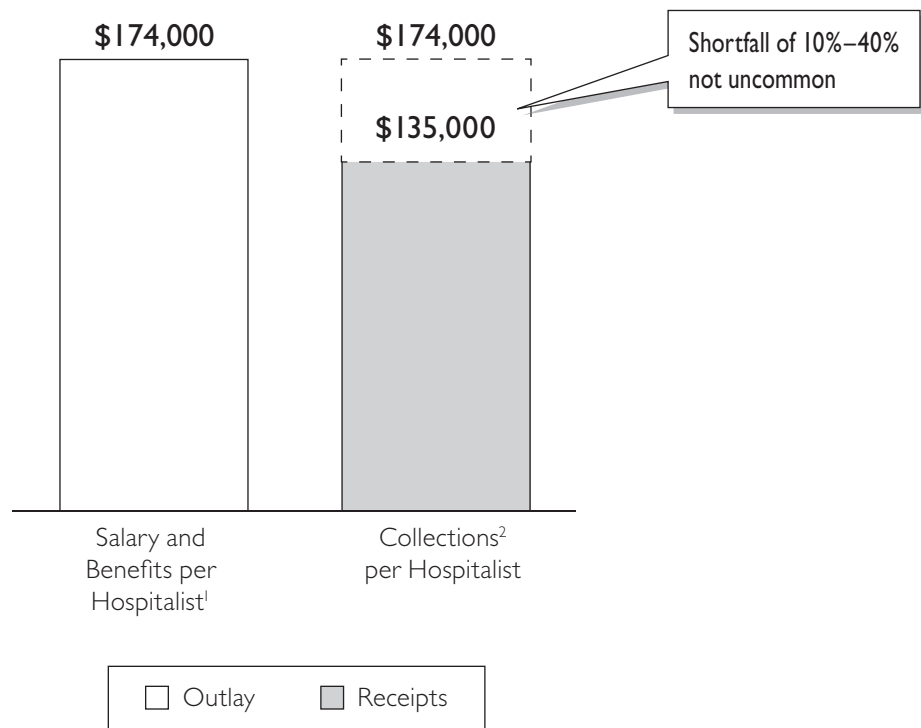 $174,000
$174,000
Shortfall of 10%–40%
not uncommon
$135,000
Salary and
Benefits per
Hospitalist¹
Collections²
per Hospitalist
Outlay
Receipts